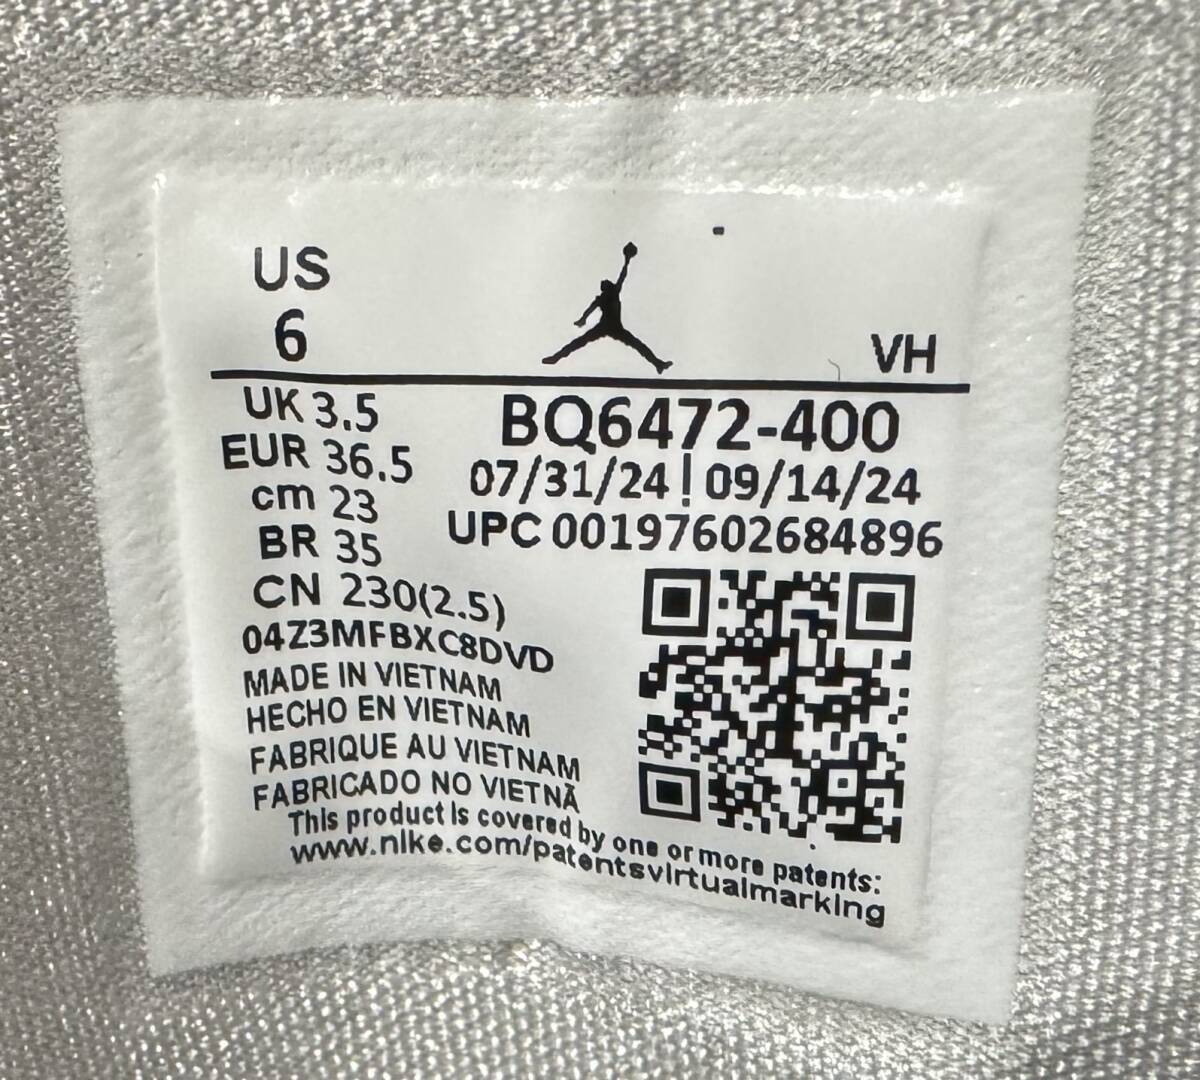 US
6
VH
UK 3.5
EUR 36.5
cm 23
BR 35
CN 230(2.5)
BQ6472-400
07/31/24 | 09/14/24
UPC 00197602684896
04Z3MFBXC8DVD
MADE IN VIETNAM
HECHO EN VIETNAM
FABRIQUE AU VIETNAM
FABRICADO NO VIETNÃ
This product is covered by one or more patents:
www.nike.com/patentsvirtualmarking